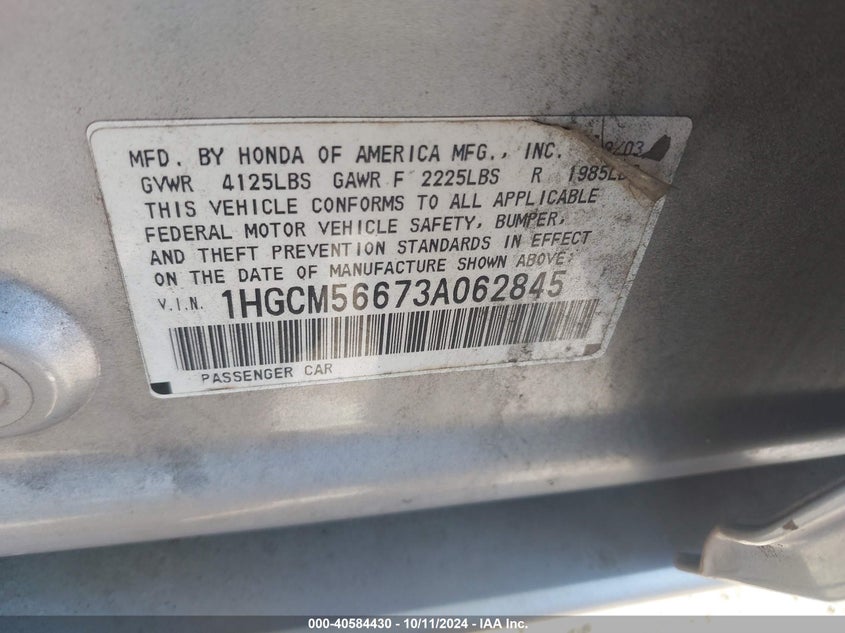 MFD. BY HONDA OF AMERICA MFG., INC. /03
GVWR 4125LBS GAWR F 2225LBS R 1985LB
THIS VEHICLE CONFORMS TO ALL APPLICABLE
FEDERAL MOTOR VEHICLE SAFETY, BUMPER,
AND THEFT PREVENTION STANDARDS IN EFFECT
ON THE DATE OF MANUFACTURE SHOWN ABOVE.
V.I.N. 1HGCM56673A062845
PASSENGER CAR
000-40584430 - 10/11/2024 - IAA Inc.